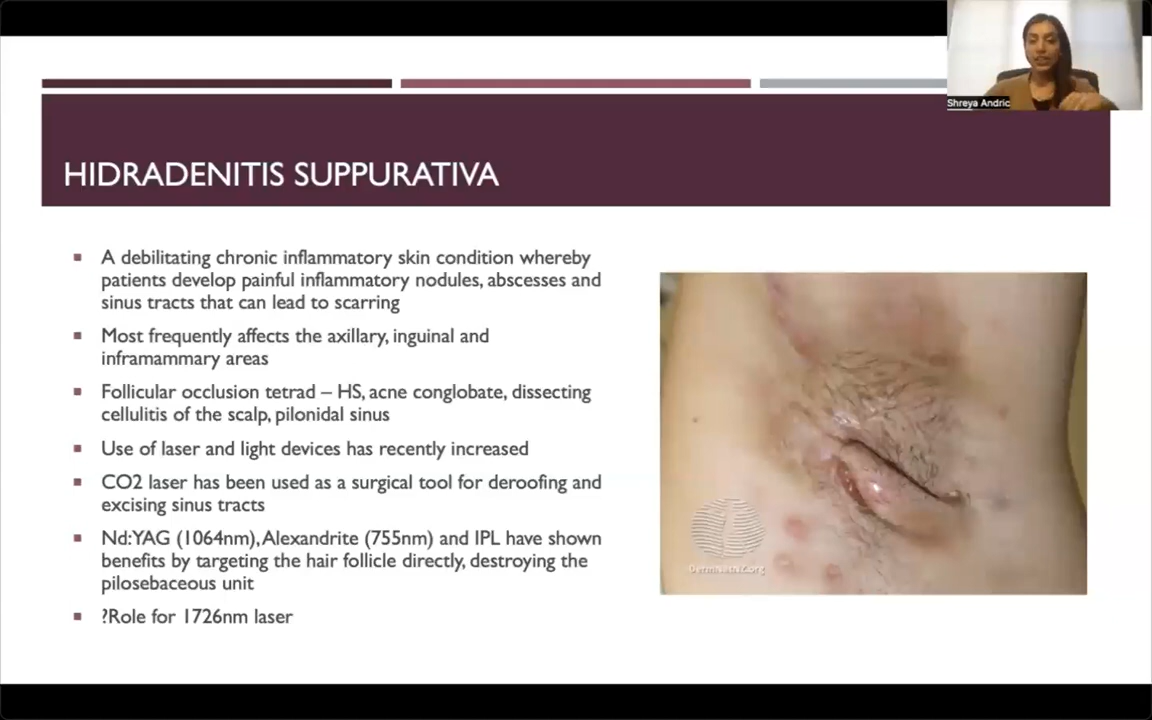 Shreya Andric
HIDRADENITIS SUPPURATIVA
A debilitating chronic inflammatory skin condition whereby
patients develop painful inflammatory nodules, abscesses and
sinus tracts that can lead to scarring
Most frequently affects the axillary, inguinal and
inframammary areas
Follicular occlusion tetrad – HS, acne conglobate, dissecting
cellulitis of the scalp, pilonidal sinus
Use of laser and light devices has recently increased
CO2 laser has been used as a surgical tool for deroofing and
excising sinus tracts
Nd:YAG (1064nm), Alexandrite (755nm) and IPL have shown
benefits by targeting the hair follicle directly, destroying the
pilosebaceous unit
?Role for 1726nm laser
DermNetNZ.org